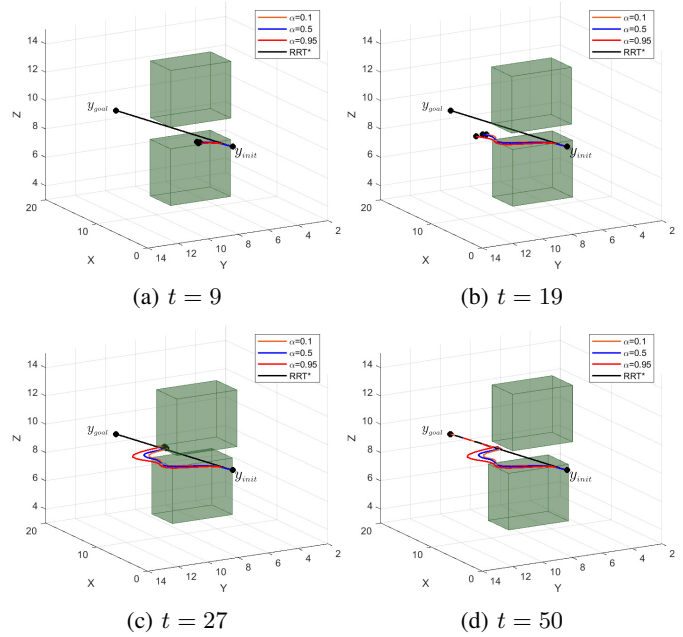 α=0.1
α=0.5
α=0.95
RRT*
14
12
10
8
6
4
Z
y_goal
y_init
20
10
0
X
14 12 10 8 6 4 2
Y
(a) t = 9
α=0.1
α=0.5
α=0.95
RRT*
14
12
10
8
6
4
Z
y_goal
y_init
20
10
0
X
14 12 10 8 6 4 2
Y
(b) t = 19
α=0.1
α=0.5
α=0.95
RRT*
14
12
10
8
6
4
Z
y_goal
y_init
20
10
0
X
14 12 10 8 6 4 2
Y
(c) t = 27
α=0.1
α=0.5
α=0.95
RRT*
14
12
10
8
6
4
Z
y_goal
y_init
20
10
0
X
14 12 10 8 6 4 2
Y
(d) t = 50